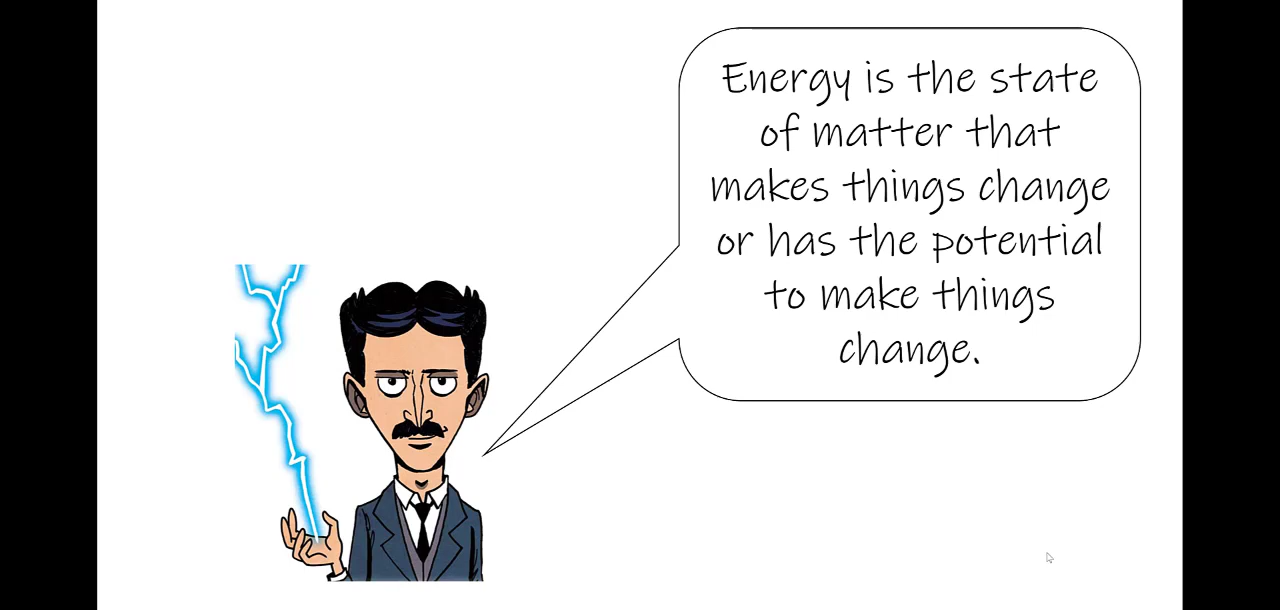 Energy is the state
of matter that
makes things change
or has the potential
to make things
change.